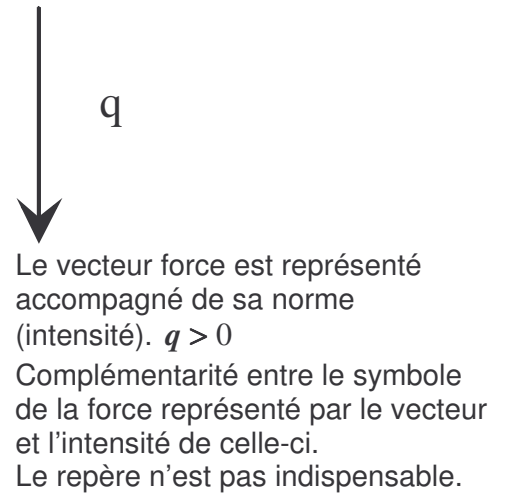 q
Le vecteur force est représenté
accompagné de sa norme
(intensité). q > 0
Complémentarité entre le symbole
de la force représenté par le vecteur
et l'intensité de celle-ci.
Le repère n'est pas indispensable.